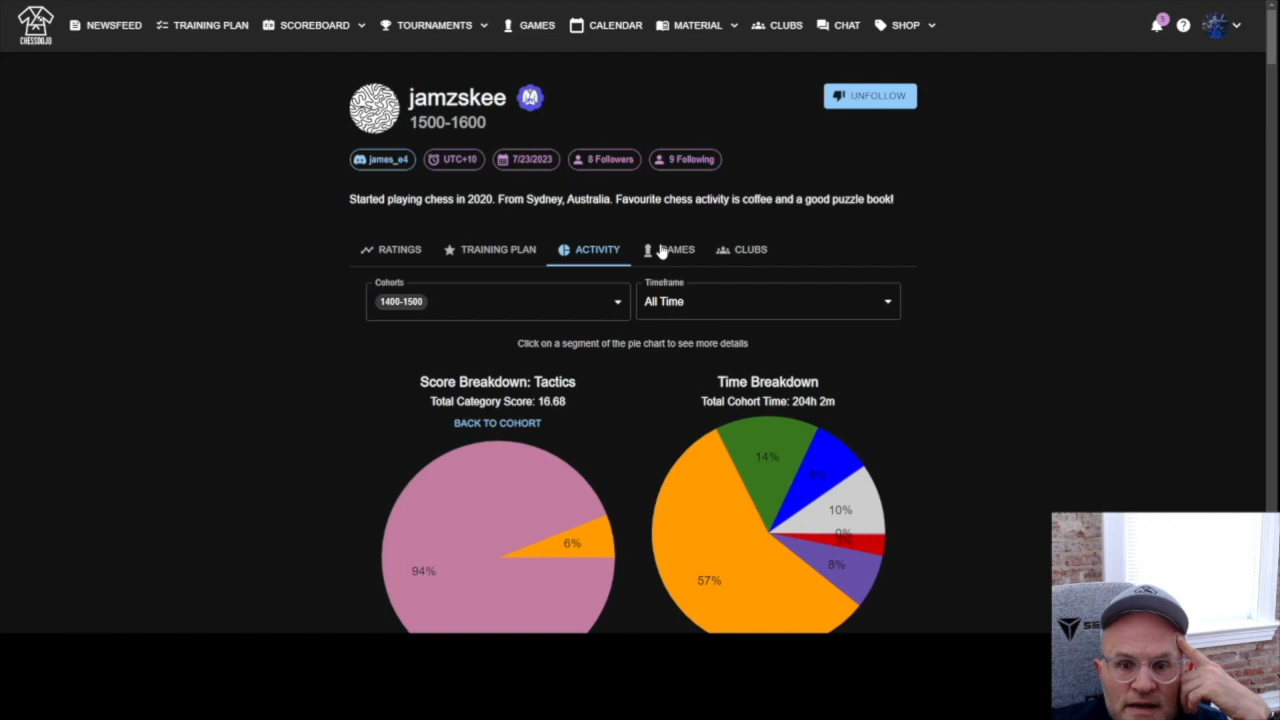 CHESSDOJO
NEWSFEED TRAINING PLAN SCOREBOARD TOURNAMENTS GAMES CALENDAR MATERIAL CLUBS CHAT SHOP
jamzskee
1500-1600
UNFOLLOW
james_e4 UTC+10 7/23/2023 8 Followers 9 Following
Started playing chess in 2020. From Sydney, Australia. Favourite chess activity is coffee and a good puzzle book!
RATINGS TRAINING PLAN ACTIVITY GAMES CLUBS
Cohorts
1400-1500
Timeframe
All Time
Click on a segment of the pie chart to see more details
Score Breakdown: Tactics
Total Category Score: 16.68
BACK TO COHORT
6%
94%
Time Breakdown
Total Cohort Time: 204h 2m
14%
10%
0%
8%
57%